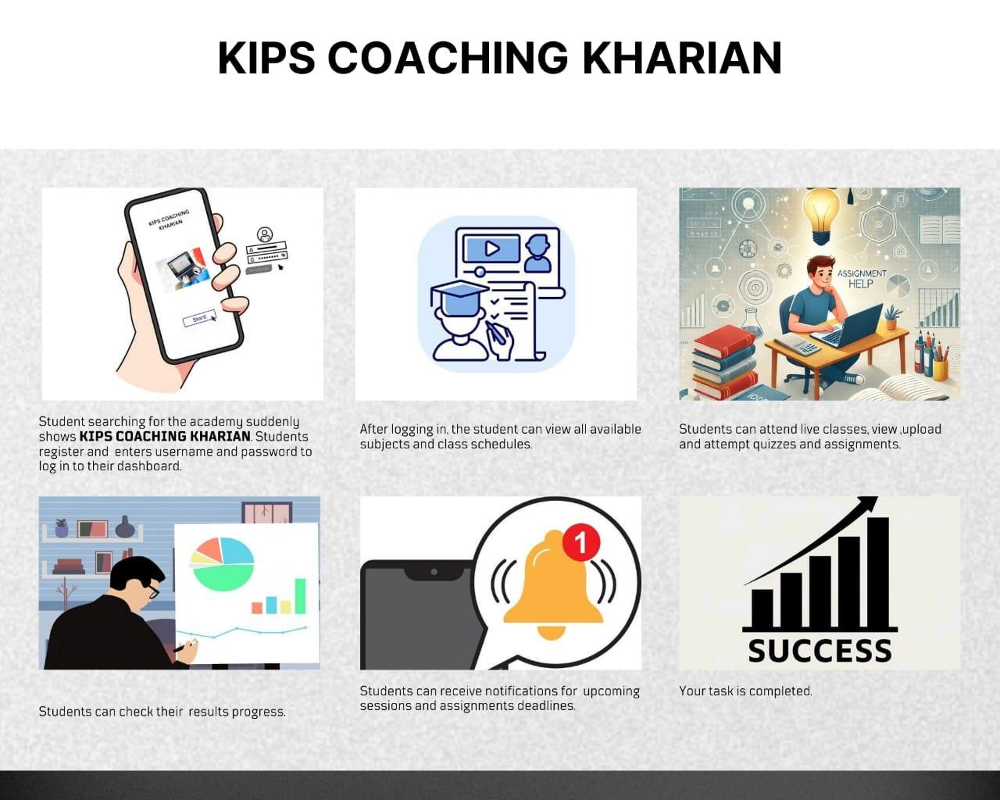 KIPS COACHING KHARIAN
KIPS COACHING
KHARIAN
Start!
ASSIGNMENT
HELP
Student searching for the academy suddenly
shows KIPS COACHING KHARIAN. Students
register and enters username and password to
log in to their dashboard.
After logging in, the student can view all available
subjects and class schedules.
Students can attend live classes, view ,upload
and attempt quizzes and assignments.
1
SUCCESS
Students can check their results progress.
Students can receive notifications for upcoming
sessions and assignments deadlines.
Your task is completed.